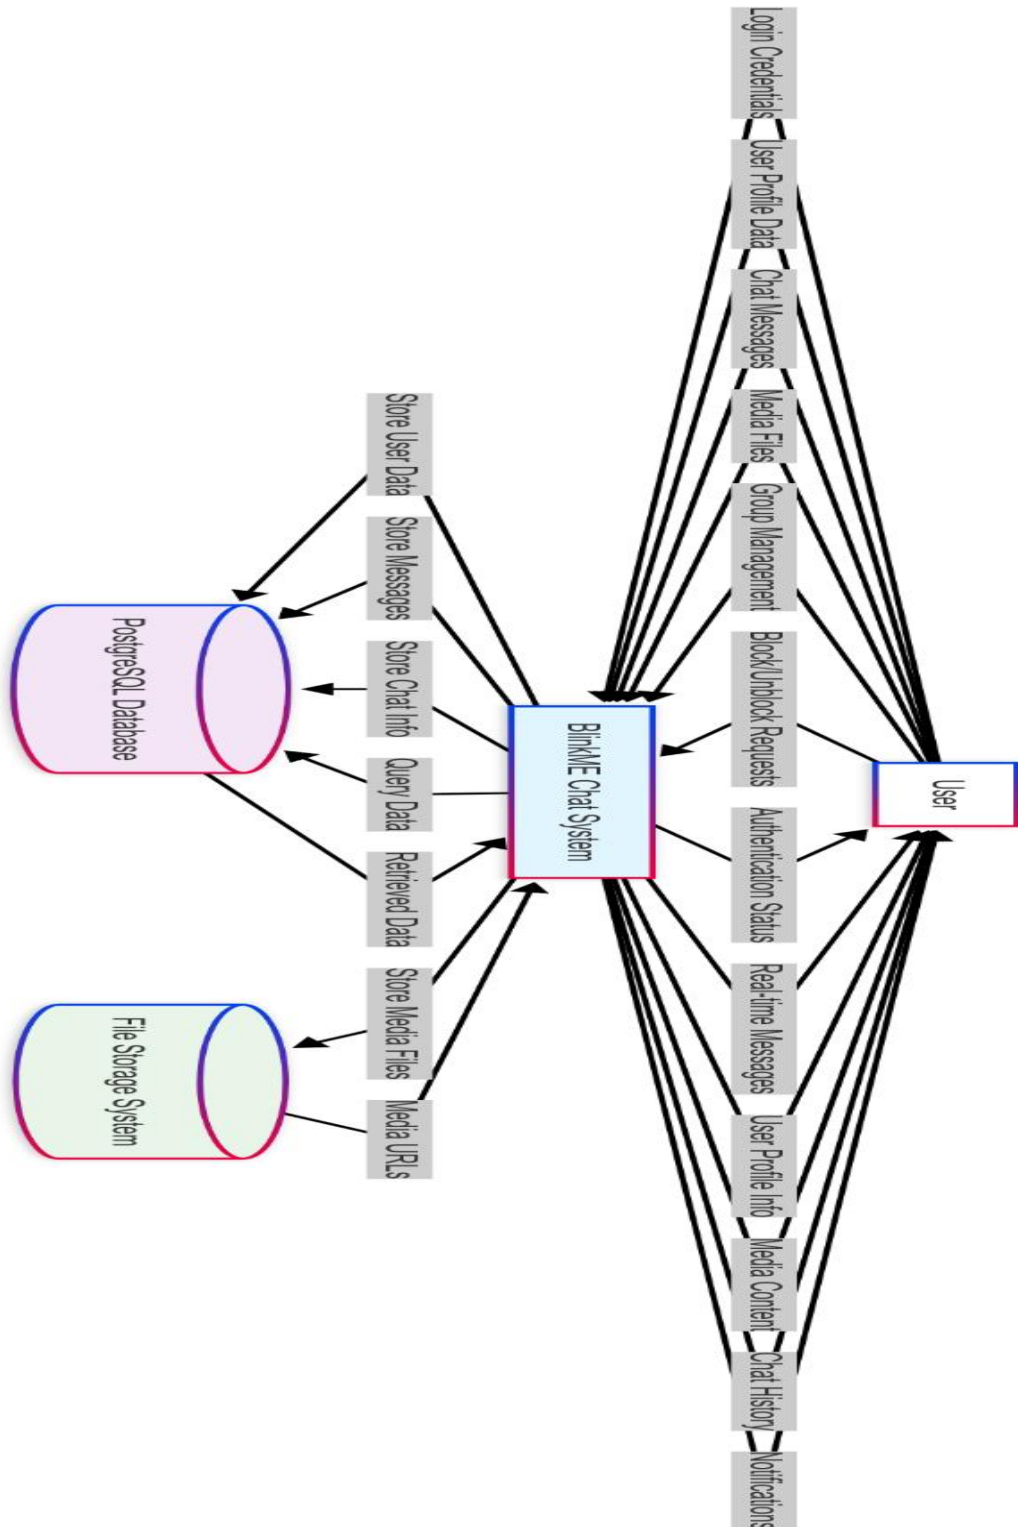 User
Login Credentials
User Profile Data
Chat Messages
Media Files
Group Management
Block/Unblock Requests
Authentication Status
Real-time Messages
User Profile Info
Media Content
Chat History
Notifications
BlinkME Chat System
Store User Data
Store Messages
Store Chat Info
Query Data
Retrieved Data
Store Media Files
Media URLs
PostgreSQL Database
File Storage System